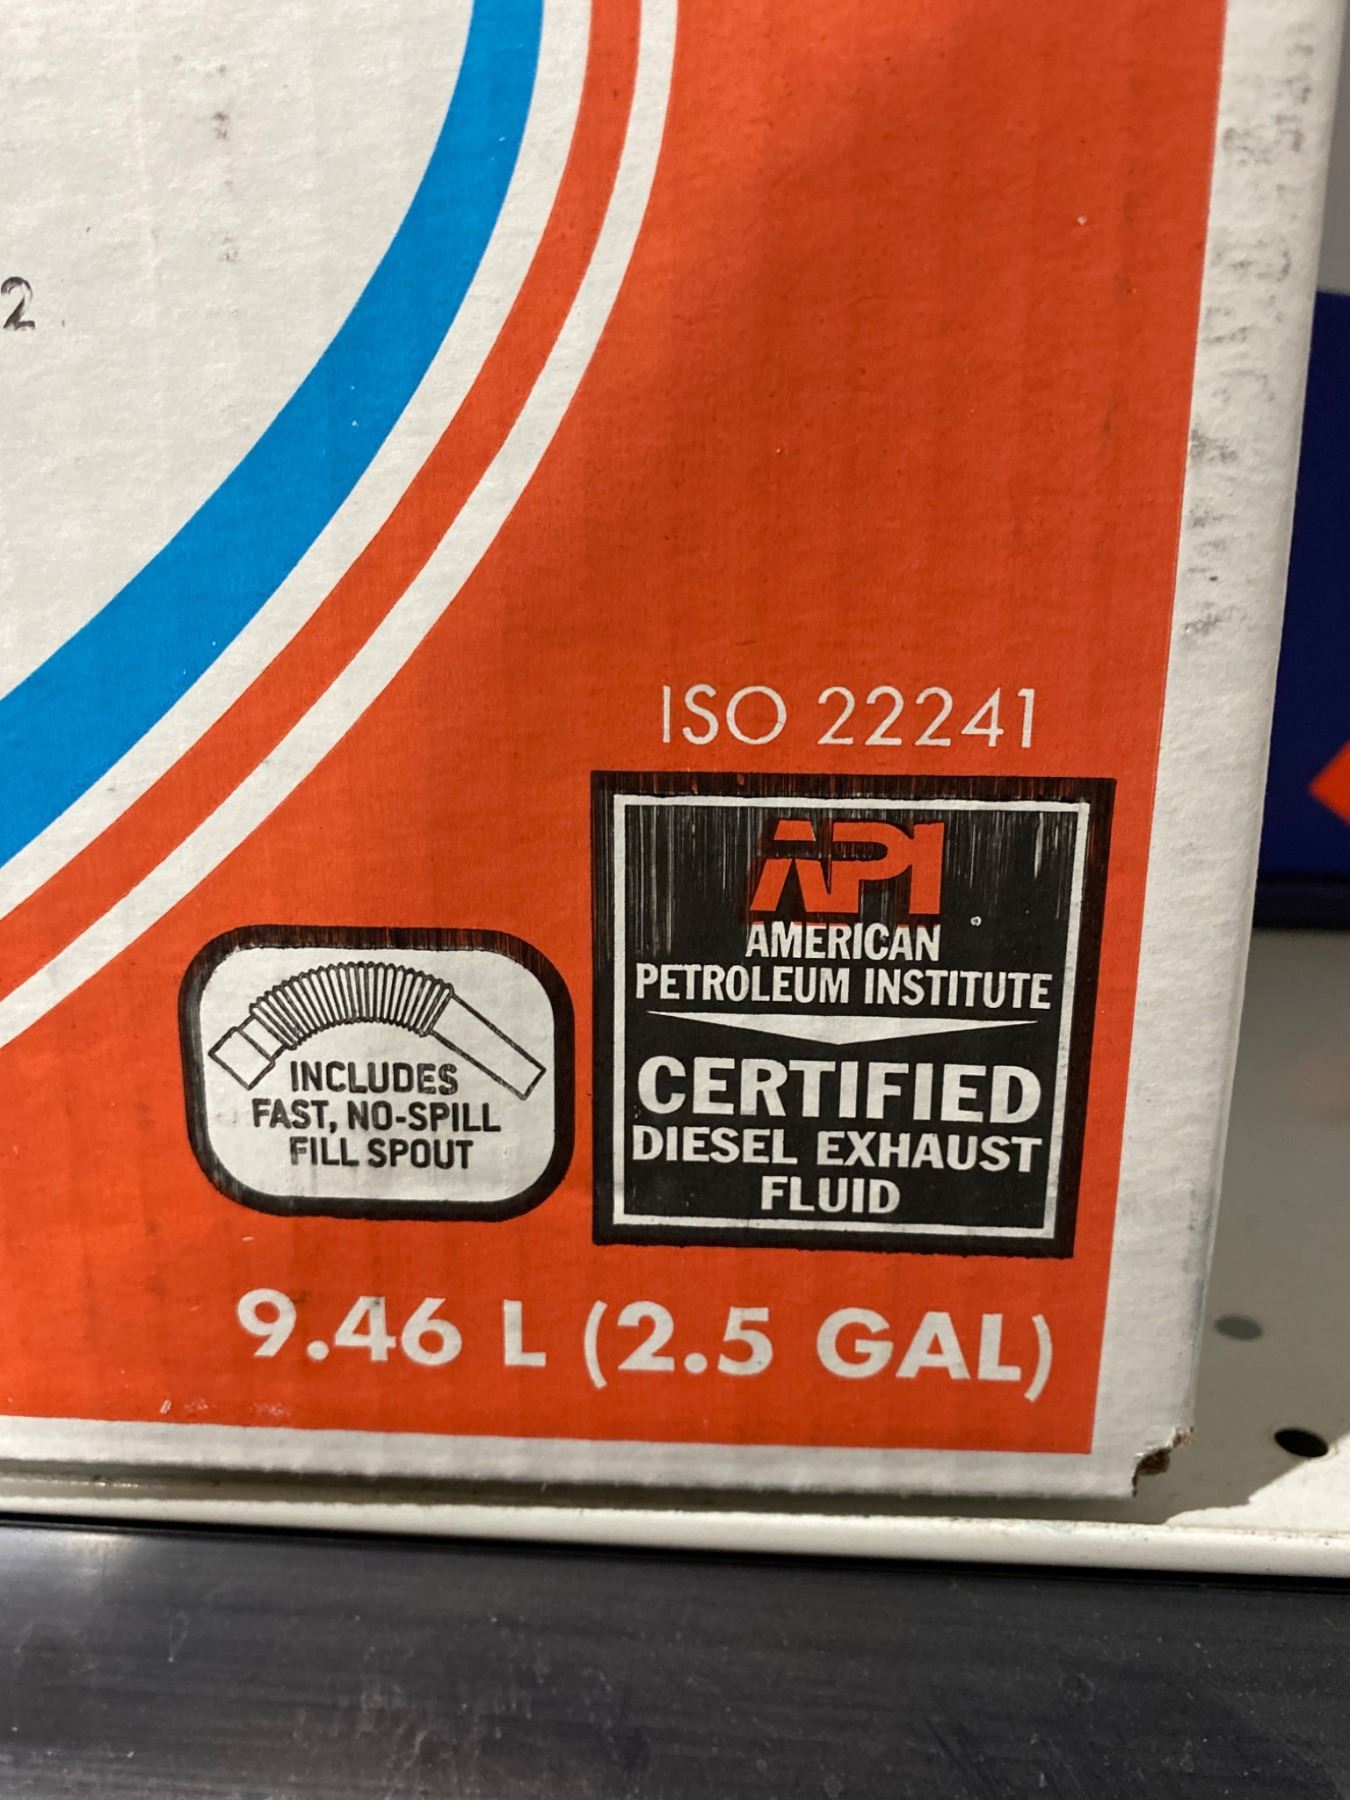 2
ISO 22241
API
AMERICAN
PETROLEUM INSTITUTE
CERTIFIED
DIESEL EXHAUST
FLUID
INCLUDES
FAST, NO-SPILL
FILL SPOUT
9.46 L (2.5 GAL)